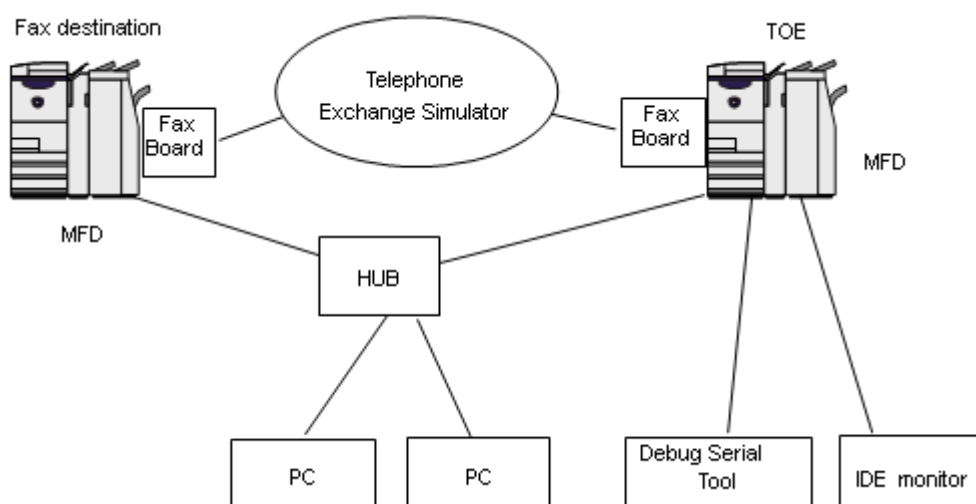 Fax destination
TOE
Telephone
Exchange Simulator
Fax
Board
Fax
Board
MFD
MFD
HUB
PC
PC
Debug Serial
Tool
IDE monitor